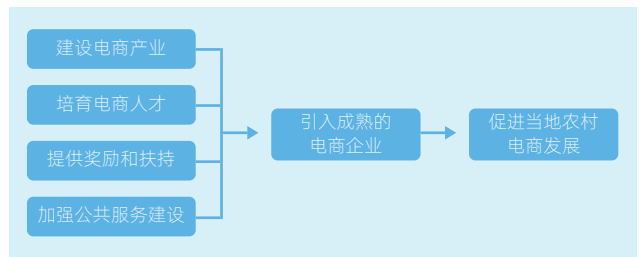 建设电商产业
培育电商人才
提供奖励和扶持
加强公共服务建设
引入成熟的
电商企业
促进当地农村
电商发展